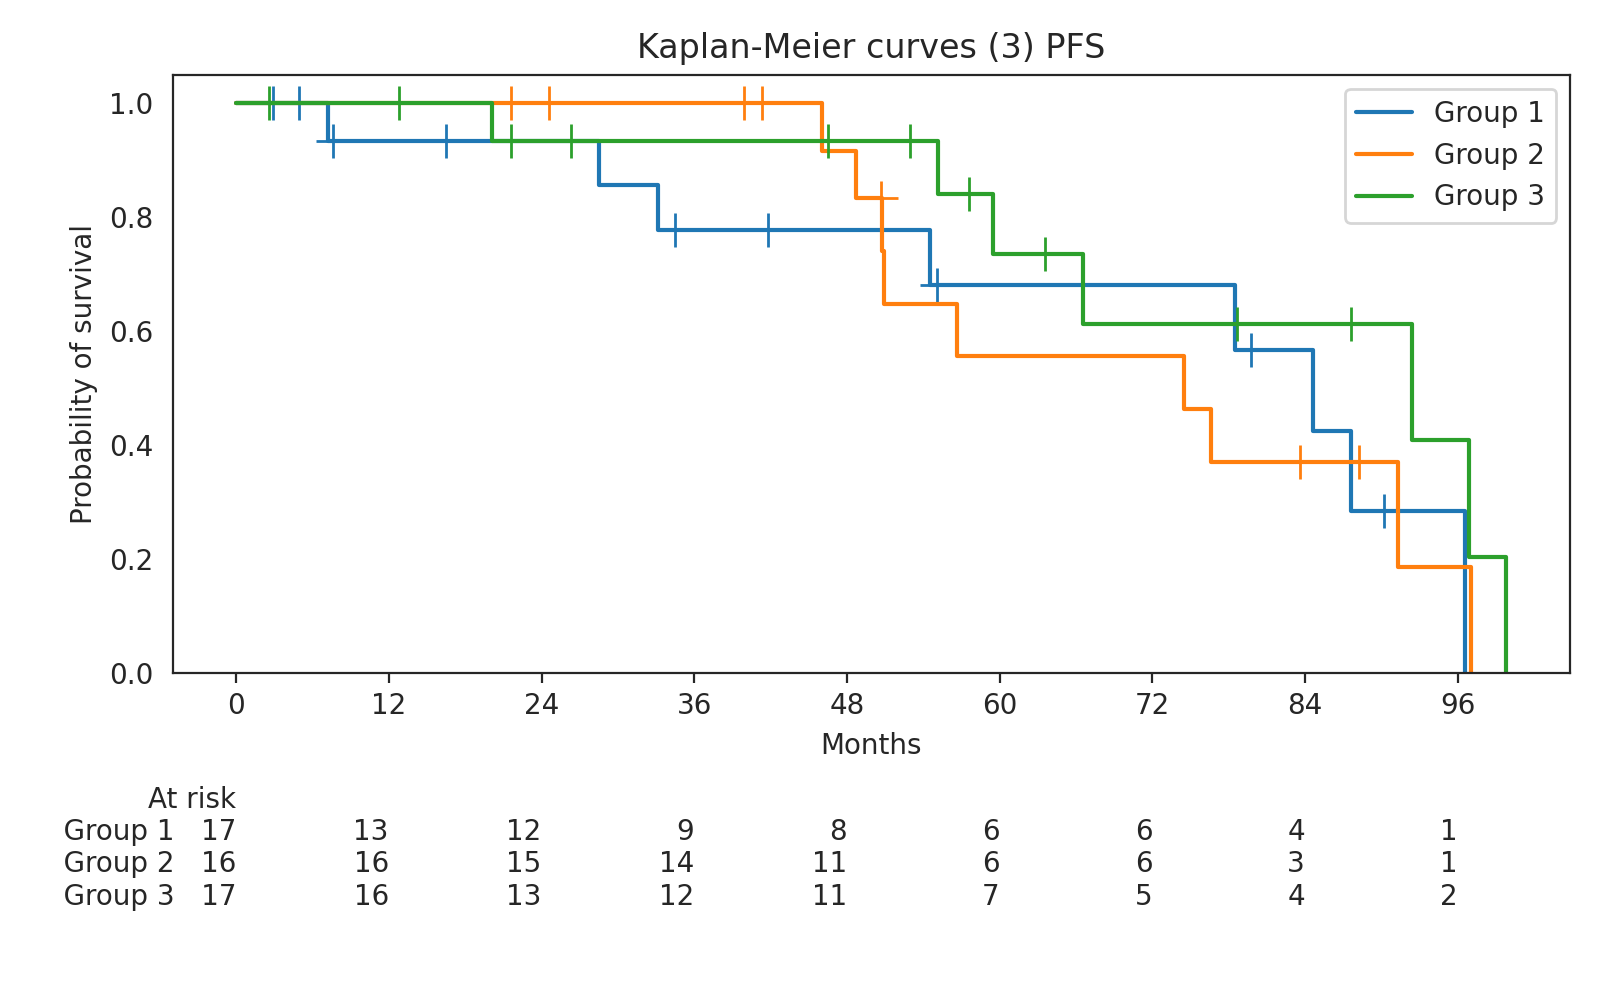 Kaplan-Meier curves (3) PFS
1.0
0.8
0.6
0.4
0.2
0.0
Probability of survival
Group 1
Group 2
Group 3
0 12 24 36 48 60 72 84 96
Months
At risk
Group 1 17 13 12 9 8 6 6 4 1
Group 2 16 16 15 14 11 6 6 3 1
Group 3 17 16 13 12 11 7 5 4 2